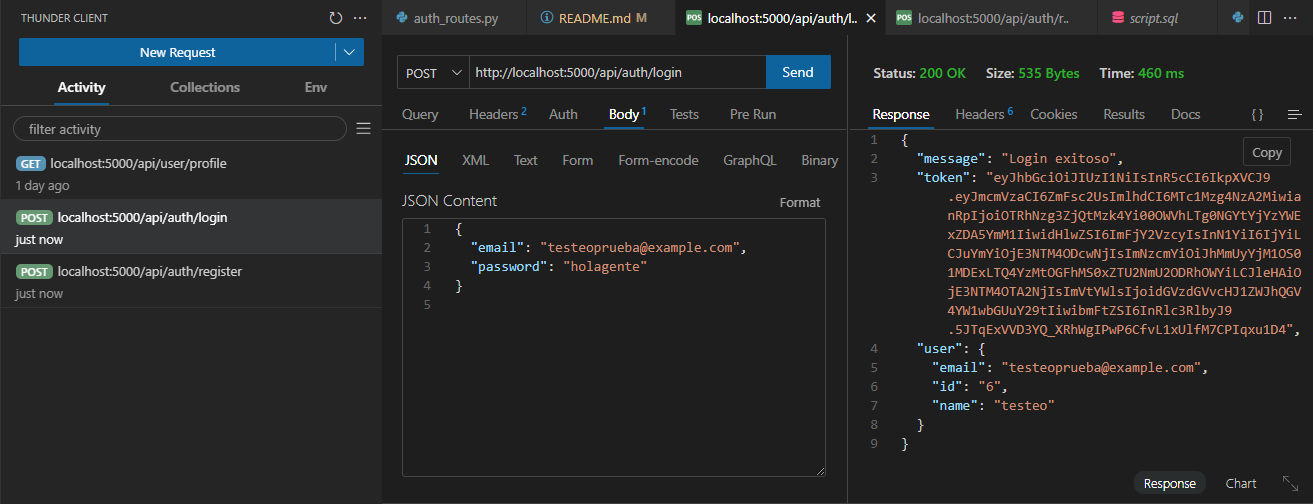 THUNDER CLIENT
New Request
Activity Collections Env
filter activity
GET localhost:5000/api/user/profile
1 day ago
POST localhost:5000/api/auth/login
just now
POST localhost:5000/api/auth/register
just now
auth_routes.py README.md M POS localhost:5000/api/auth/l.. POS localhost:5000/api/auth/r.. script.sql
POST http://localhost:5000/api/auth/login Send
Query Headers 2 Auth Body 1 Tests Pre Run
JSON XML Text Form Form-encode GraphQL Binary
JSON Content Format
1 {
2 "email": "testeoprueba@example.com",
3 "password": "holagente"
4 }
5
Status: 200 OK Size: 535 Bytes Time: 460 ms
Response Headers 6 Cookies Results Docs {}
Copy
1 {
2 "message": "Login exitoso",
3 "token": "eyJhbGciOiJIUzI1NiIsInR5cCI6IkpXVCJ9
.eyJmcmVzaCI6ZmFsc2UsImlhdCI6MTc1Mzg4NzA2Miwia
nRpIjoiOTRhNzg3ZjQtMzk4Yi00OWVhLTg0NGYtYjYzYWE
xZDA5YmM1IiwidHlwZSI6ImFjY2VzcyIsInN1YiI6IjYiL
CJuYmYiOjE3NTM4ODcwNjIsImNzcmYiOiJhMmUyYjM1OS0
1MDExLTQ4YzMtOGFhMS0xZTU2NmU2ODRhOWYiLCJleHAiO
jE3NTM4OTA2NjIsImVtYWlsIjoidGVzdGVvcHJ1ZWJhQGV
4YW1wbGUuY29tIiwibmFtZSI6InRlc3RlbyJ9
.5JTqExVVD3YQ_XRhWgIPwP6CfvL1xUlfM7CPIqxu1D4",
4 "user": {
5 "email": "testeoprueba@example.com",
6 "id": "6",
7 "name": "testeo"
8 }
9 }
Response Chart